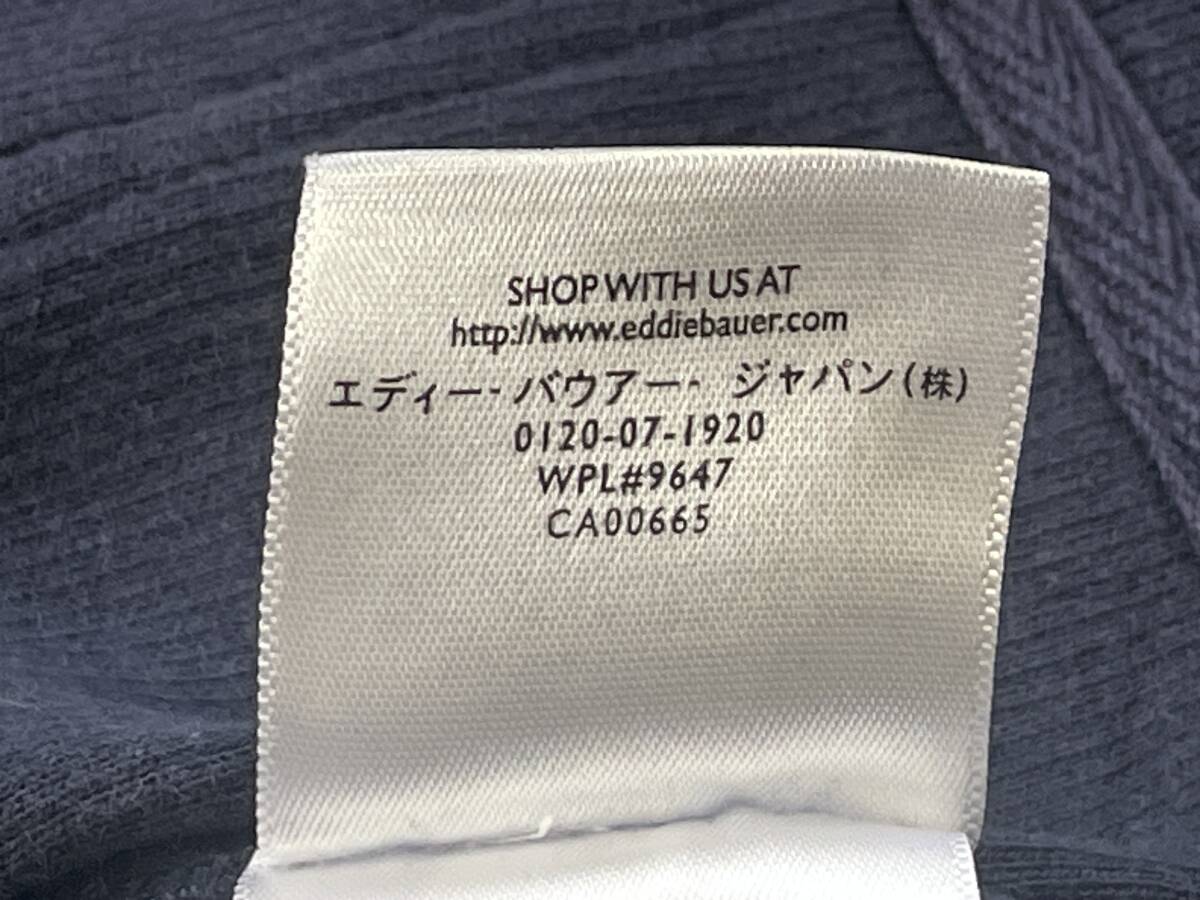 SHOP WITH US AT
http://www.eddiebauer.com
エディー-バウアー- ジャパン(株)
0120-07-1920
WPL#9647
CA00665